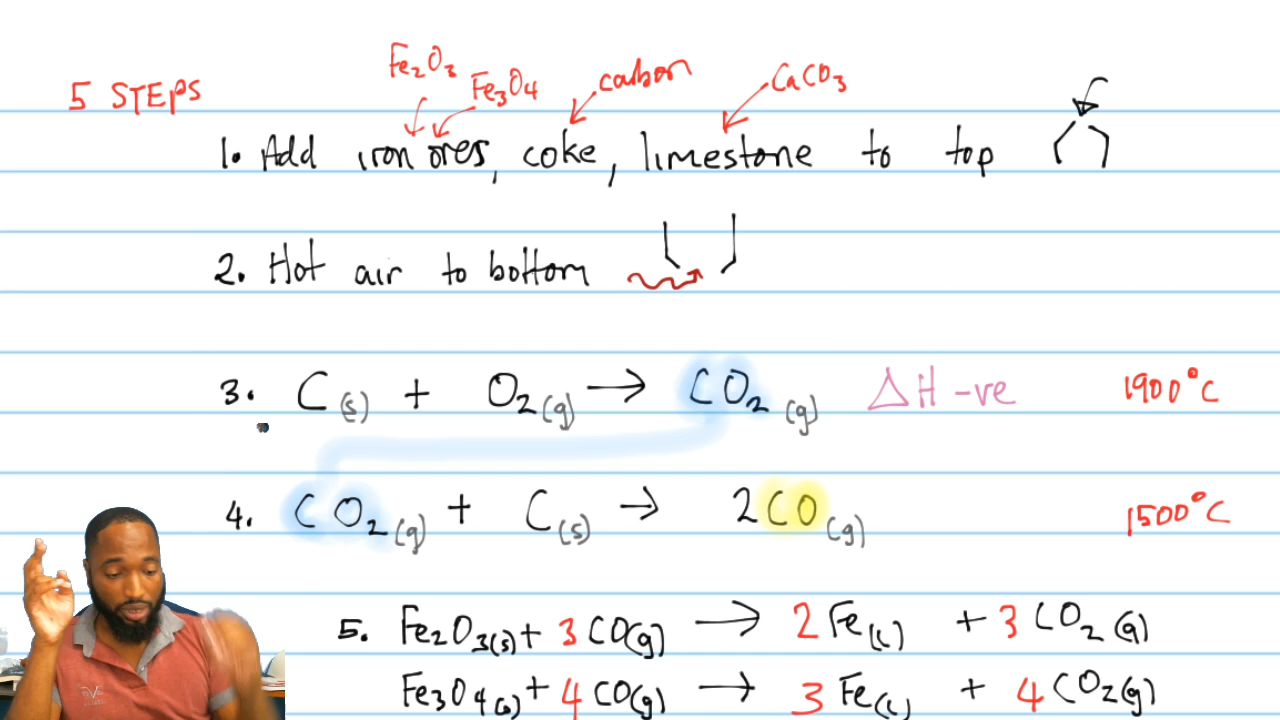 Fe₂O₃
Fe₃O₄ carbon CaCO₃
5 STEPS
1. Add iron ores, coke, limestone to top
2. Hot air to bottom
3. C(s) + O₂(g) → CO₂(g) ΔH -ve 1900°C
4. CO₂(g) + C(s) → 2CO(g) 1500°C
5. Fe₂O₃(s) + 3CO(g) → 2Fe(l) + 3CO₂(g)
Fe₃O₄(s) + 4CO(g) → 3Fe(l) + 4CO₂(g)